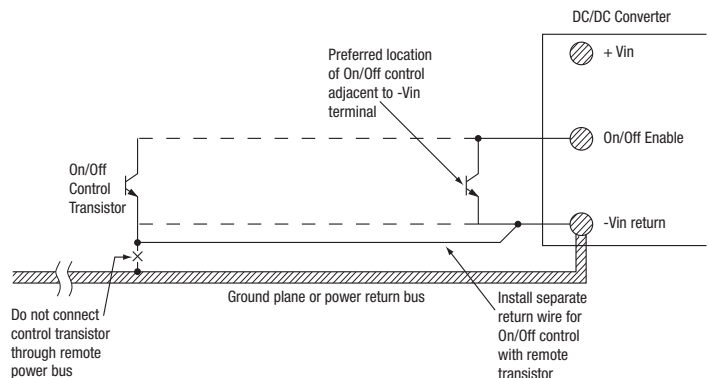 DC/DC Converter
+ Vin
Preferred location
of On/Off control
adjacent to -Vin
terminal
On/Off Enable
On/Off
Control
Transistor
-Vin return
Ground plane or power return bus
Do not connect
control transistor
through remote
power bus
Install separate
return wire for
On/Off control
with remote
transistor